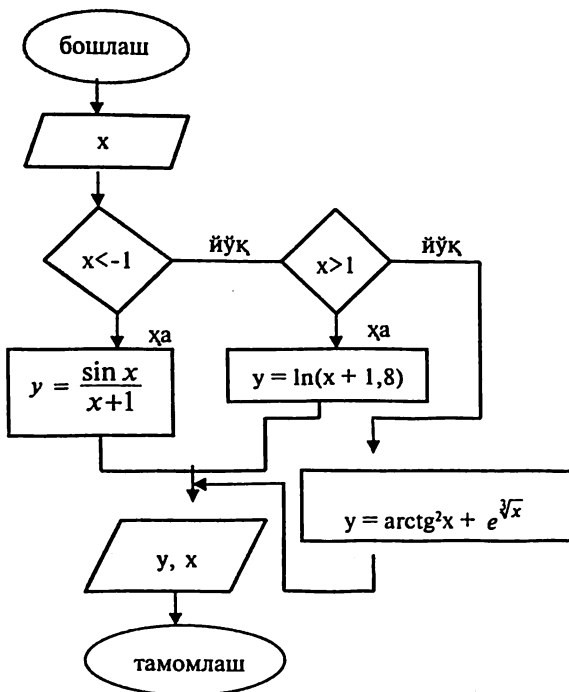 бошлаш
x
x<-1
йўқ
x>1
йўқ
ҳа
ҳа
y = sin x / x+1
y = ln(x + 1,8)
y = arctg²x + e^∛x
y, x
тамомлаш